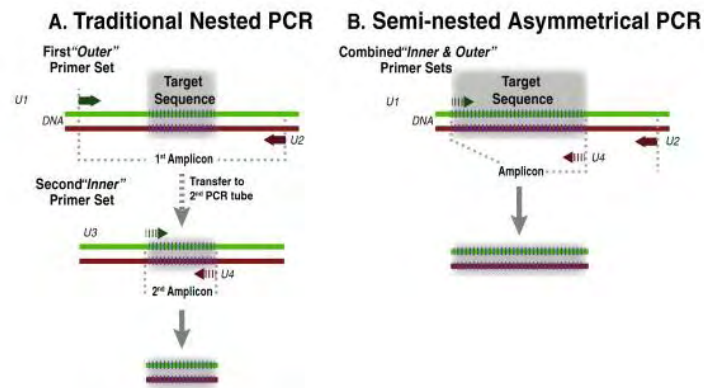 A. Traditional Nested PCR
First"Outer"
Primer Set
Target
Sequence
U1
DNA
U2
1st Amplicon
Second"Inner"
Primer Set
Transfer to
2nd PCR tube
U3
U4
2nd Amplicon
B. Semi-nested Asymmetrical PCR
Combined"Inner & Outer"
Primer Sets
Target
Sequence
U1
DNA
U2
U4
Amplicon